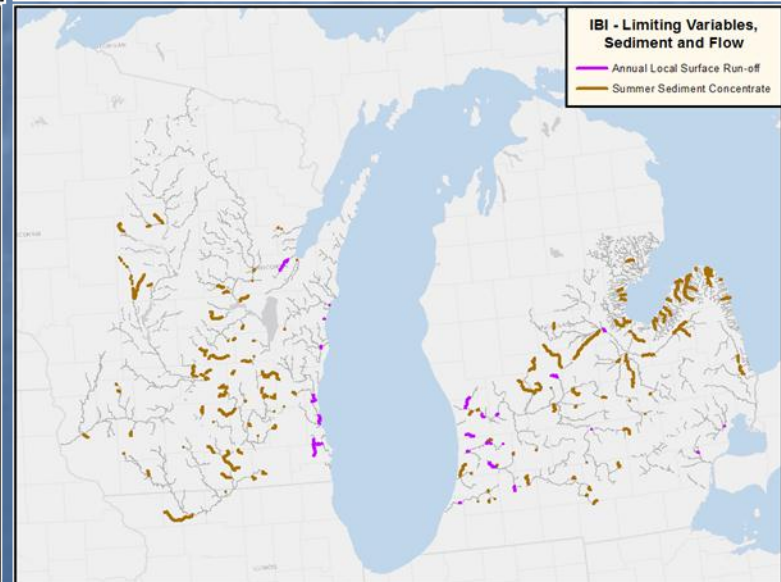 IBI - Limiting Variables,
Sediment and Flow
Annual Local Surface Run-off
Summer Sediment Concentrate